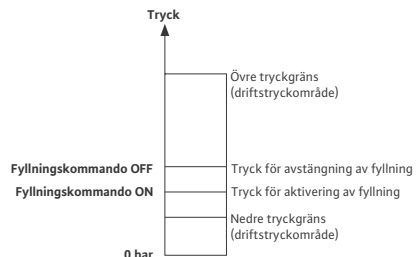 Tryck
Övre tryckgräns
(driftstryckområde)
Fyllningskommando OFF
Tryck för avstängning av fyllning
Fyllningskommando ON
Tryck för aktivering av fyllning
Nedre tryckgräns
(driftstryckområde)
0 bar